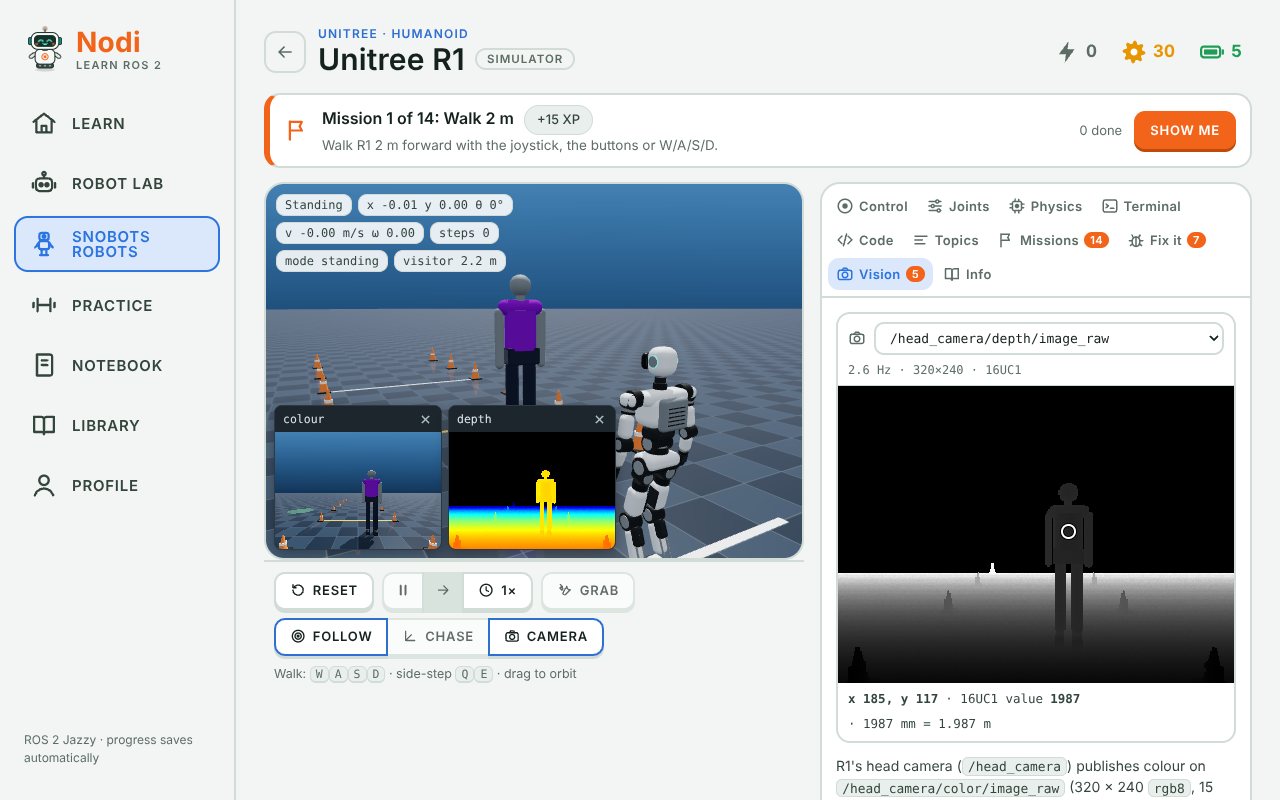 Nodi
LEARN ROS 2
LEARN
ROBOT LAB
SNOBOTS
ROBOTS
PRACTICE
NOTEBOOK
LIBRARY
PROFILE
ROS 2 Jazzy · progress saves
automatically
UNITREE · HUMANOID
Unitree R1 SIMULATOR
0 30 5
Mission 1 of 14: Walk 2 m +15 XP
Walk R1 2 m forward with the joystick, the buttons or W/A/S/D.
0 done SHOW ME
Standing x -0.01 y 0.00 θ 0°
v -0.00 m/s ω 0.00 steps 0
mode standing visitor 2.2 m
colour ✕ depth ✕
RESET 1× GRAB
FOLLOW CHASE CAMERA
Walk: W A S D · side-step Q E · drag to orbit
Control Joints Physics Terminal
Code Topics Missions 14 Fix it 7
Vision 5 Info
/head_camera/depth/image_raw
2.6 Hz · 320×240 · 16UC1
x 185, y 117 · 16UC1 value 1987
· 1987 mm = 1.987 m
R1's head camera (/head_camera) publishes colour on
/head_camera/color/image_raw (320 × 240 rgb8, 15